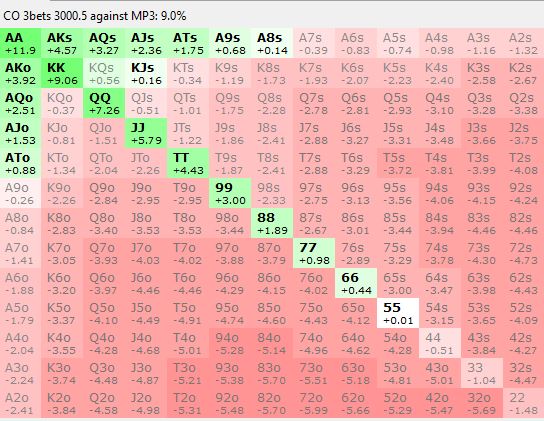 CO 3bets 3000.5 against MP3: 9.0%
AA AKs AQs AJs ATs A9s A8s A7s A6s A5s A4s A3s A2s
+11.9 +4.57 +3.27 +2.36 +1.75 +0.68 +0.14 -0.39 -0.83 -0.74 -0.98 -1.16 -1.32
AKo KK KQs KJs KTs K9s K8s K7s K6s K5s K4s K3s K2s
+3.92 +9.06 +0.56 +0.16 -0.34 -1.19 -1.73 -1.93 -2.07 -2.23 -2.40 -2.58 -2.67
AQo KQo QQ QJs QTs Q9s Q8s Q7s Q6s Q5s Q4s Q3s Q2s
+2.51 -0.37 +7.26 -0.51 -1.01 -1.75 -2.28 -2.78 -2.81 -2.93 -3.10 -3.28 -3.38
AJo KJo QJo JJ JTs J9s J8s J7s J6s J5s J4s J3s J2s
+1.53 -0.81 -1.51 +5.79 -1.22 -1.86 -2.41 -2.88 -3.27 -3.31 -3.48 -3.66 -3.75
ATo KTo QTo JTo TT T9s T8s T7s T6s T5s T4s T3s T2s
+0.88 -1.34 -2.04 -2.26 +4.43 -1.87 -2.41 -2.88 -3.29 -3.72 -3.81 -3.99 -4.08
A9o K9o Q9o J9o T9o 99 98s 97s 96s 95s 94s 93s 92s
-0.26 -2.26 -2.84 -2.95 -2.95 +3.00 -2.33 -2.75 -3.13 -3.56 -4.06 -4.15 -4.24
A8o K8o Q8o J8o T8o 98o 88 87s 86s 85s 84s 83s 82s
-0.84 -2.83 -3.40 -3.53 -3.53 -3.44 +1.89 -2.67 -3.01 -3.44 -3.94 -4.46 -4.46
A7o K7o Q7o J7o T7o 97o 87o 77 76s 75s 74s 73s 72s
-1.41 -3.05 -3.93 -4.03 -4.02 -3.88 -3.79 +0.98 -2.89 -3.29 -3.78 -4.30 -4.73
A6o K6o Q6o J6o T6o 96o 86o 76o 66 65s 64s 63s 62s
-1.88 -3.20 -3.97 -4.46 -4.46 -4.29 -4.15 -4.02 +0.44 -3.00 -3.47 -3.98 -4.43
A5o K5o Q5o J5o T5o 95o 85o 75o 65o 55 54s 53s 52s
-1.79 -3.37 -4.10 -4.49 -4.91 -4.74 -4.60 -4.43 -4.12 +0.01 -3.15 -3.65 -4.09
A4o K4o Q4o J4o T4o 94o 84o 74o 64o 54o 44 43s 42s
-2.04 -3.55 -4.28 -4.68 -5.01 -5.28 -5.14 -4.96 -4.62 -4.28 -0.51 -3.84 -4.27
A3o K3o Q3o J3o T3o 93o 83o 73o 63o 53o 43o 33 32s
-2.24 -3.74 -4.48 -4.87 -5.21 -5.38 -5.70 -5.51 -5.18 -4.81 -5.01 -1.04 -4.47
A2o K2o Q2o J2o T2o 92o 82o 72o 62o 52o 42o 32o 22
-2.41 -3.84 -4.58 -4.98 -5.31 -5.48 -5.70 -5.99 -5.66 -5.29 -5.47 -5.69 -1.48